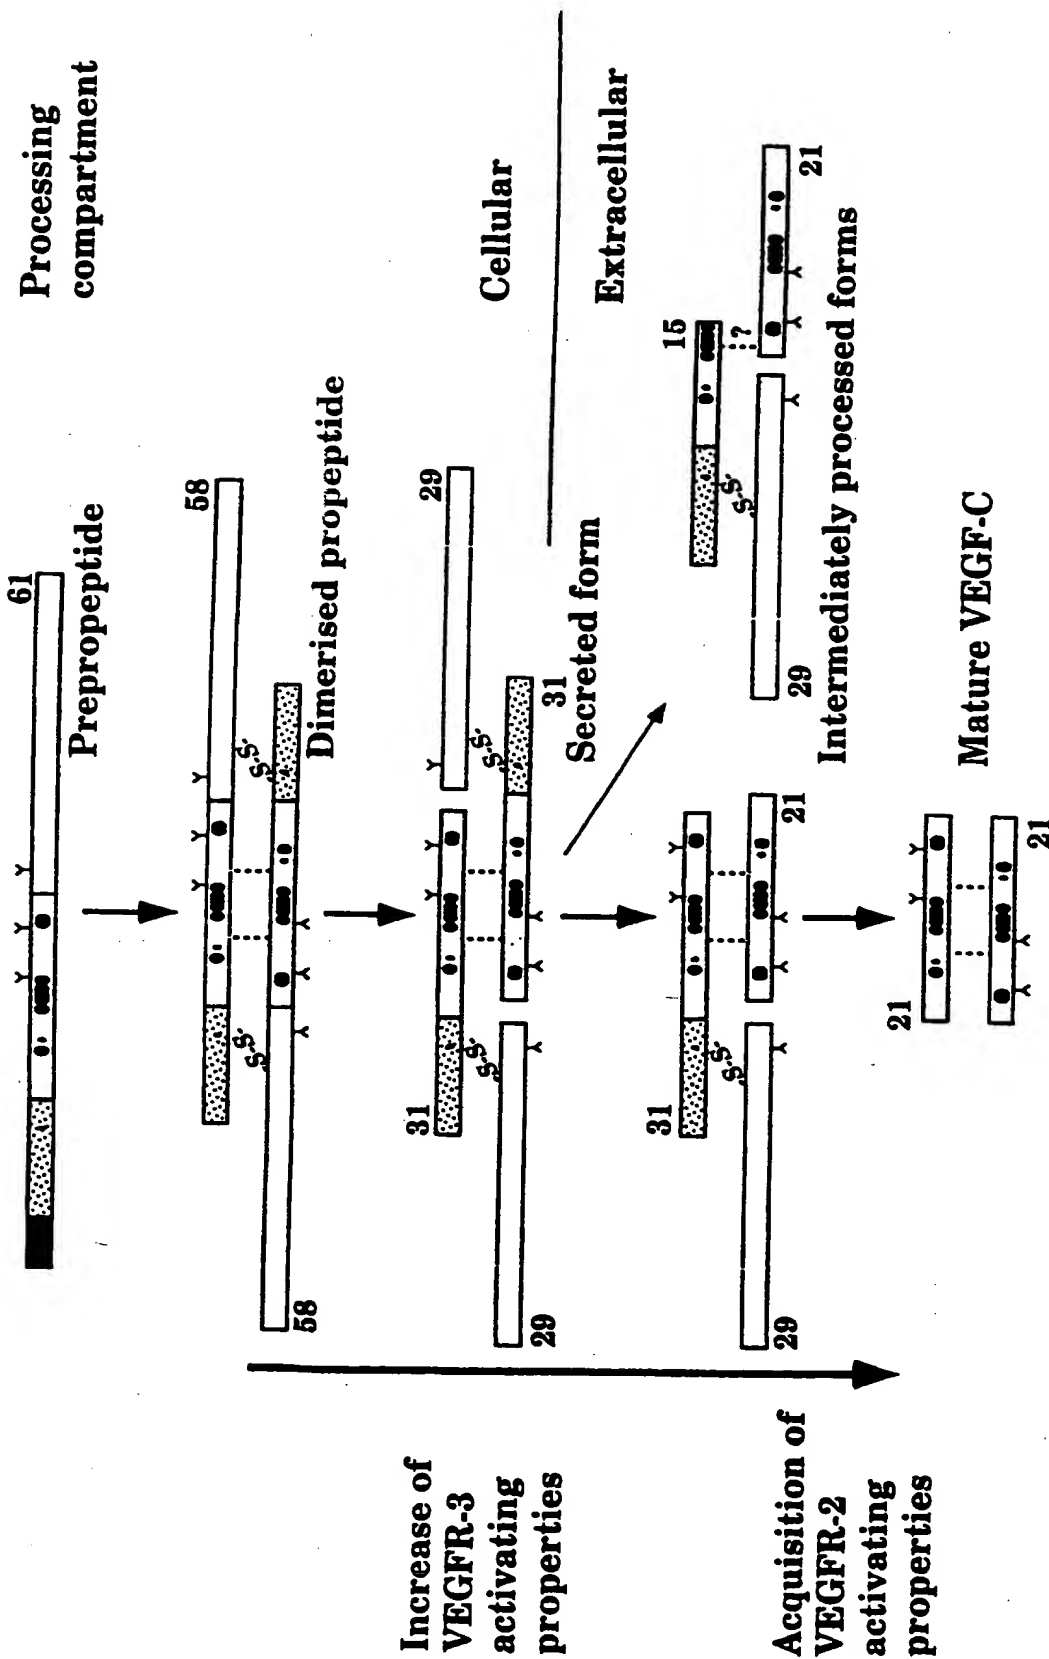 Processing
compartment
61
Prepropeptide
58
S-S
S-S
58
Dimerised propeptide
Cellular
Extracellular
Increase of
VEGFR-3
activating
properties
31
29
S-S
S-S
29
31
Secreted form
31
S-S
29
21
15
S-S
?
29
21
Intermediately processed forms
Acquisition of
VEGFR-2
activating
properties
21
21
Mature VEGF-C